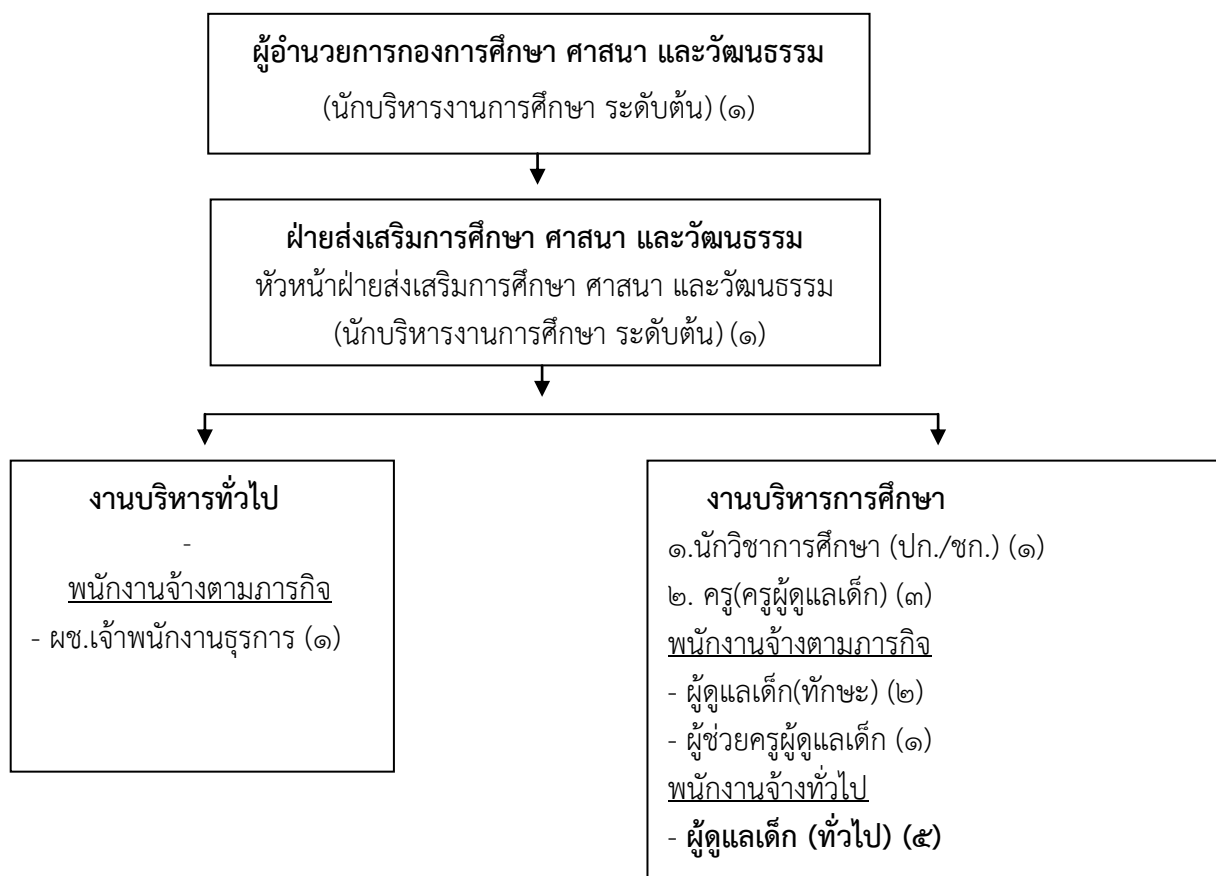 ผู้อำนวยการกองการศึกษา ศาสนา และวัฒนธรรม
(นักบริหารงานการศึกษา ระดับต้น) (๑)
ฝ่ายส่งเสริมการศึกษา ศาสนา และวัฒนธรรม
หัวหน้าฝ่ายส่งเสริมการศึกษา ศาสนา และวัฒนธรรม
(นักบริหารงานการศึกษา ระดับต้น) (๑)
งานบริหารทั่วไป
-
พนักงานจ้างตามภารกิจ
- ผช.เจ้าพนักงานธุรการ (๑)
งานบริหารการศึกษา
๑.นักวิชาการศึกษา (ปก./ชก.) (๑)
๒. ครู(ครูผู้ดูแลเด็ก) (๓)
พนักงานจ้างตามภารกิจ
- ผู้ดูแลเด็ก(ทักษะ) (๒)
- ผู้ช่วยครูผู้ดูแลเด็ก (๑)
พนักงานจ้างทั่วไป
- ผู้ดูแลเด็ก (ทั่วไป) (๕)